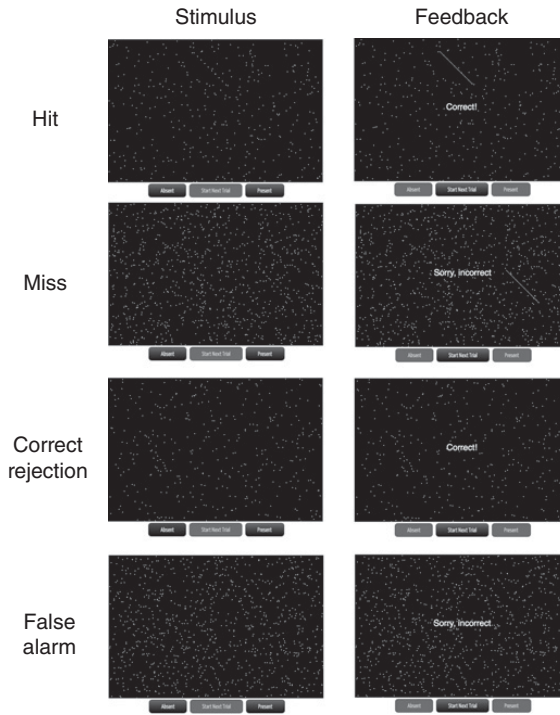 Stimulus Feedback
Hit
Correct!
Absent Start Next Trial Present Absent Start Next Trial Present
Miss
Sorry, incorrect
Absent Start Next Trial Present Absent Start Next Trial Present
Correct
rejection
Correct!
Absent Start Next Trial Present Absent Start Next Trial Present
False
alarm
Sorry, incorrect
Absent Start Next Trial Present Absent Start Next Trial Present